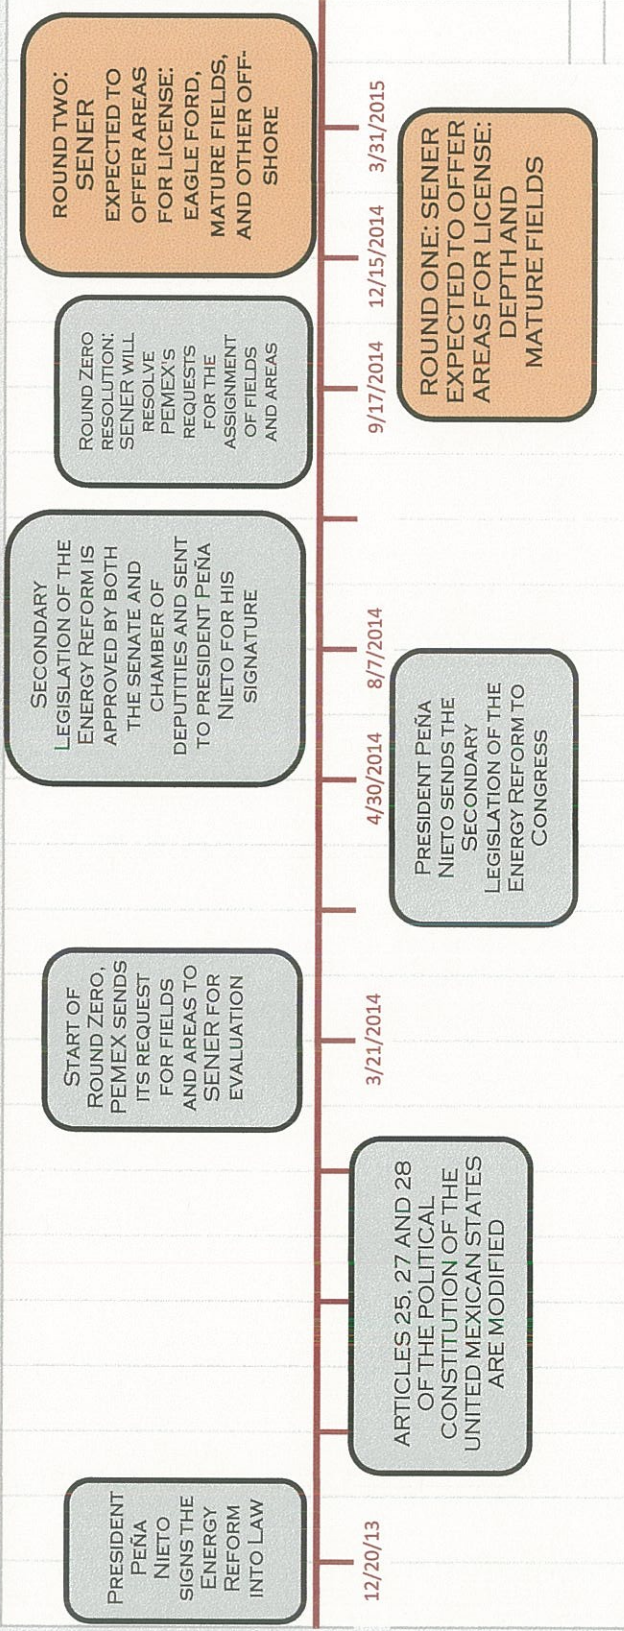 PRESIDENT
PEÑA
NIETO
SIGNS THE
ENERGY
REFORM
INTO LAW
12/20/13
ARTICLES 25, 27 AND 28
OF THE POLITICAL
CONSTITUTION OF THE
UNITED MEXICAN STATES
ARE MODIFIED
START OF
ROUND ZERO,
PEMEX SENDS
ITS REQUEST
FOR FIELDS
AND AREAS TO
SENER FOR
EVALUATION
3/21/2014
4/30/2014
PRESIDENT PEÑA
NIETO SENDS THE
SECONDARY
LEGISLATION OF THE
ENERGY REFORM TO
CONGRESS
SECONDARY
LEGISLATION OF THE
ENERGY REFORM IS
APPROVED BY BOTH
THE SENATE AND
CHAMBER OF
DEPUTIES AND SENT
TO PRESIDENT PEÑA
NIETO FOR HIS
SIGNATURE
8/7/2014
ROUND ZERO
RESOLUTION:
SENER WILL
RESOLVE
PEMEX'S
REQUESTS
FOR THE
ASSIGNMENT
OF FIELDS
AND AREAS
9/17/2014
ROUND ONE: SENER
EXPECTED TO OFFER
AREAS FOR LICENSE:
DEPTH AND
MATURE FIELDS
12/15/2014
ROUND TWO:
SENER
EXPECTED TO
OFFER AREAS
FOR LICENSE:
EAGLE FORD,
MATURE FIELDS,
AND OTHER OFF-
SHORE
3/31/2015